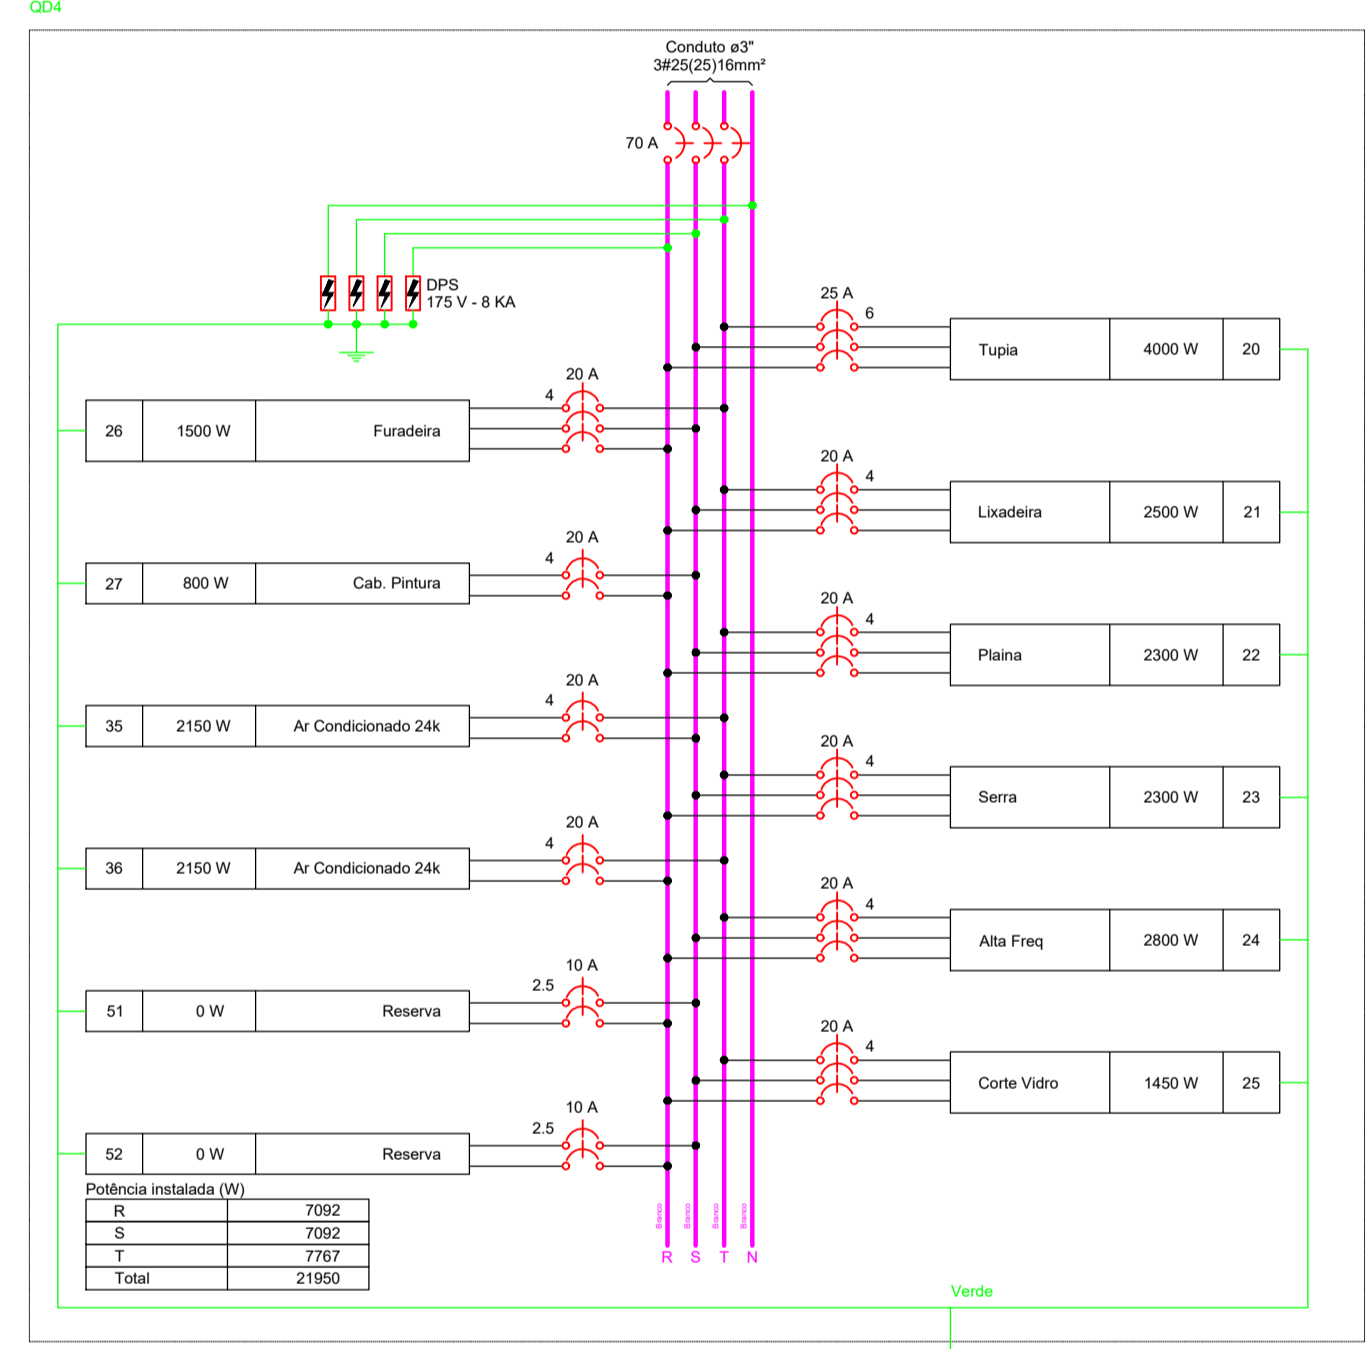 QD4
Conduto ø3"
3#25(25)16mm²
70 A
DPS
175 V - 8 KA
25 A
6
Tupia 4000 W 20
20 A
4
26 1500 W Furadeira
20 A
4
Lixadeira 2500 W 21
20 A
4
27 800 W Cab. Pintura
20 A
4
Plaina 2300 W 22
20 A
4
35 2150 W Ar Condicionado 24k
20 A
4
Serra 2300 W 23
20 A
4
36 2150 W Ar Condicionado 24k
20 A
4
Alta Freq 2800 W 24
10 A
2.5
51 0 W Reserva
20 A
4
Corte Vidro 1450 W 25
10 A
2.5
52 0 W Reserva
Potência instalada (W)
R 7092
S 7092
T 7767
Total 21950
Branco Branco Branco Branco
R S T N
Verde